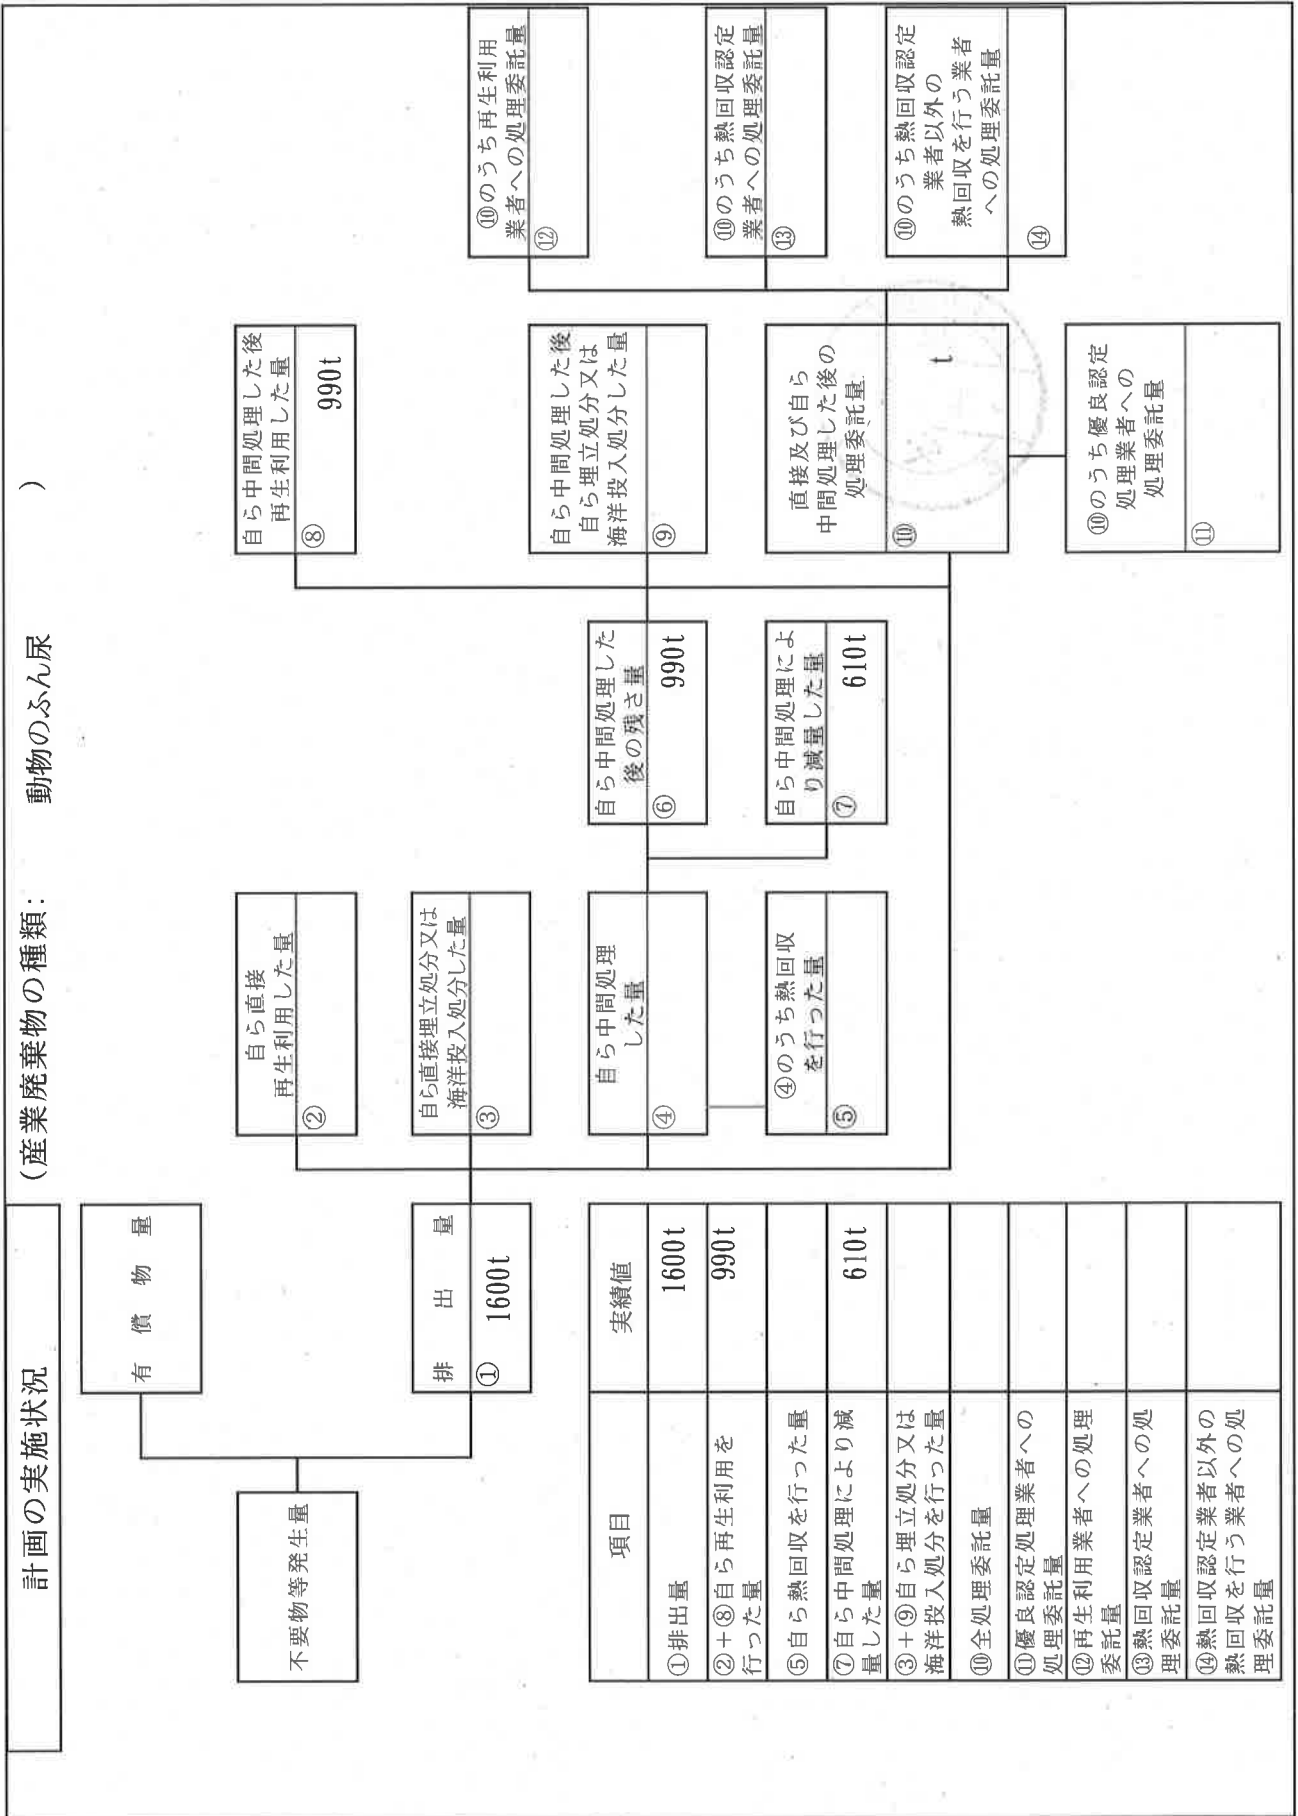 計画の実施状況
（産業廃棄物の種類： 動物のふん尿 ）
不要物等発生量
有償物量
排出量
① 1600t
自ら直接
再生利用した量
②
自ら直接埋立処分又は
海洋投入処分した量
③
自ら中間処理
した量
④
④のうち熱回収
を行った量
⑤
自ら中間処理した
後の残さ量
⑥ 990t
自ら中間処理によ
り減量した量
⑦ 610t
自ら中間処理した後
再生利用した量
⑧ 990t
自ら中間処理した後
自ら埋立処分又は
海洋投入処分した量
⑨
直接及び自ら
中間処理した後の
処理委託量
⑩ t
⑩のうち優良認定
処理業者への
処理委託量
⑪
⑩のうち再生利用
業者への処理委託量
⑫
⑩のうち熱回収認定
業者への処理委託量
⑬
⑩のうち熱回収認定
業者以外の
熱回収を行う業者
への処理委託量
⑭
項目 実績値
①排出量 1600t
②+⑧自ら再生利用を
行った量 990t
⑤自ら熱回収を行った量
⑦自ら中間処理により減
量した量 610t
③+⑨自ら埋立処分又は
海洋投入処分を行った量
⑩全処理委託量
⑪優良認定処理業者への
処理委託量
⑫再生利用業者への処理
委託量
⑬熱回収認定業者への処
理委託量
⑭熱回収認定業者以外の
熱回収を行う業者への処
理委託量